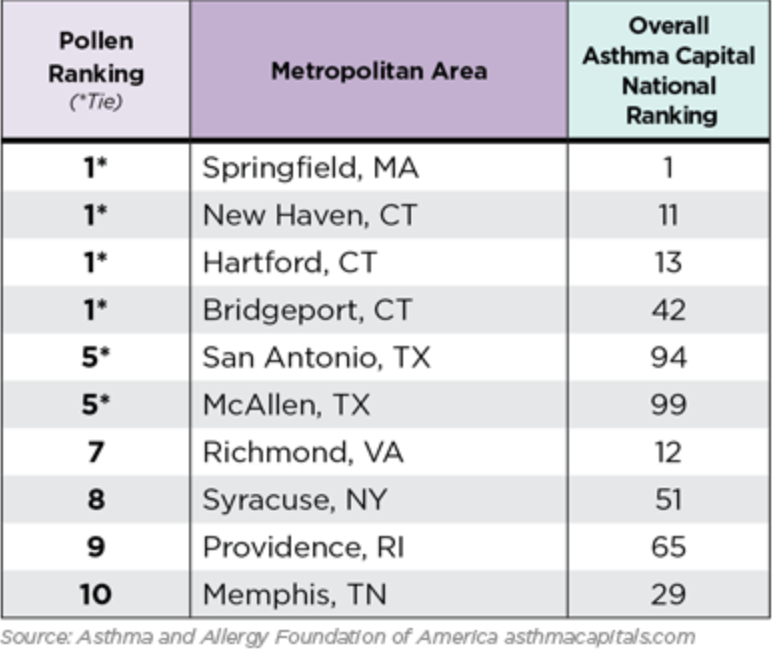 Pollen
Ranking
(*Tie)
Metropolitan Area
Overall
Asthma Capital
National
Ranking
1* Springfield, MA 1
1* New Haven, CT 11
1* Hartford, CT 13
1* Bridgeport, CT 42
5* San Antonio, TX 94
5* McAllen, TX 99
7 Richmond, VA 12
8 Syracuse, NY 51
9 Providence, RI 65
10 Memphis, TN 29
Source: Asthma and Allergy Foundation of America asthmacapitals.com